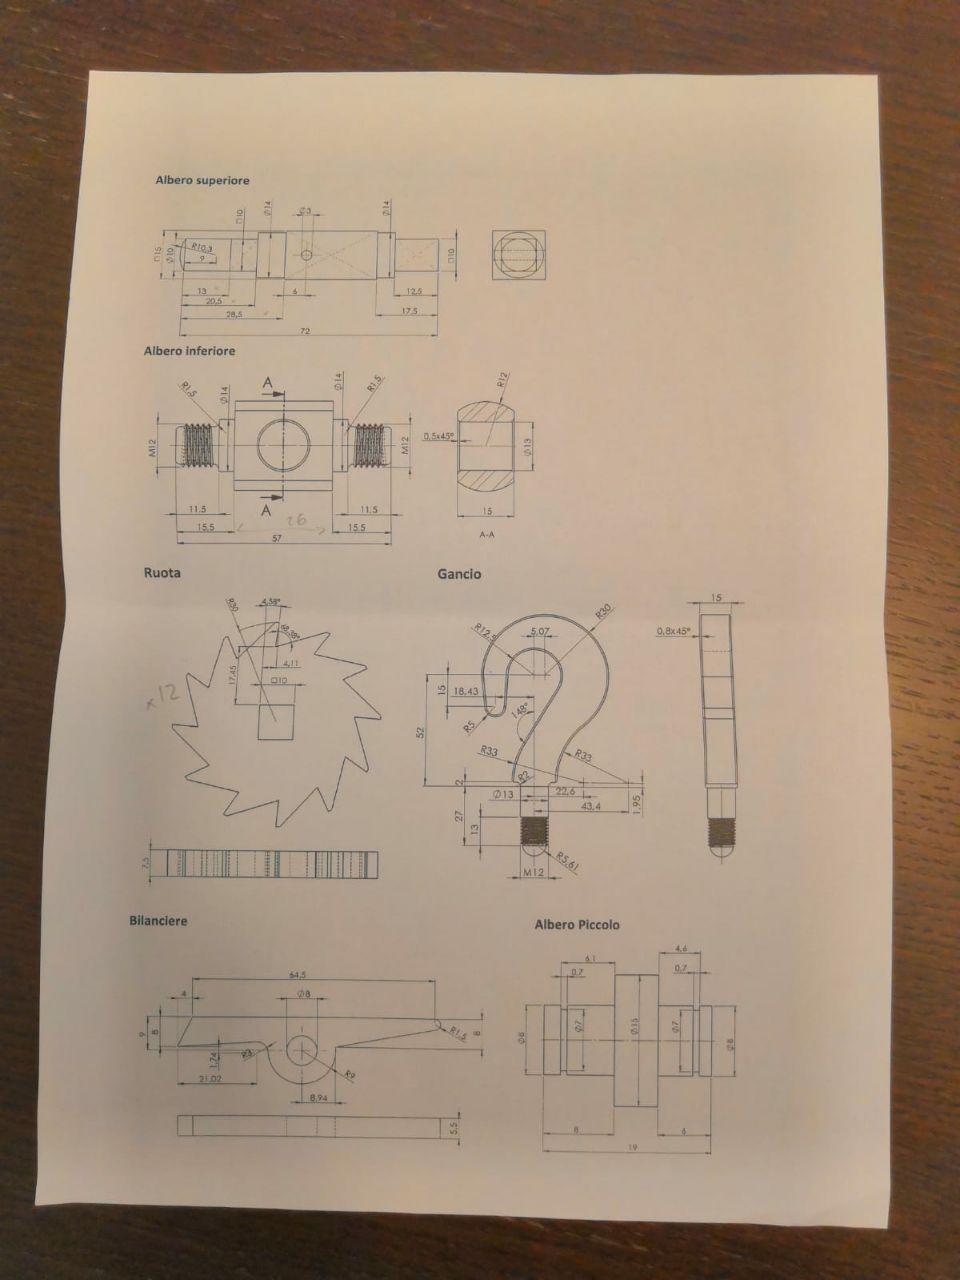 Albero superiore
□15
Ø10
R10,3
9
□10
Ø14
Ø3
Ø14
□10
13
20,5
28,5
6
12,5
17,5
72
Albero inferiore
M12
R1,5
Ø14
A
A
Ø14
R1,5
M12
11,5
15,5
26
11,5
15,5
57
R12
0,5x45°
Ø13
15
A-A
Ruota
R30
4,58°
68,38°
4,11
17,45
□10
x12
7,5
Gancio
R12,5
5,07
R30
15
18,43
R5
148°
52
R33
R33
R2
2
Ø13
22,6
43,4
1,95
27
13
R5,61
M12
15
0,8x45°
Bilanciere
64,5
4
Ø8
9
8
1,74
21,02
R9
8,94
R1,6
8
5,5
Albero Piccolo
6,1
0,7
4,6
0,7
Ø8
Ø7
Ø15
Ø7
Ø8
8
6
19